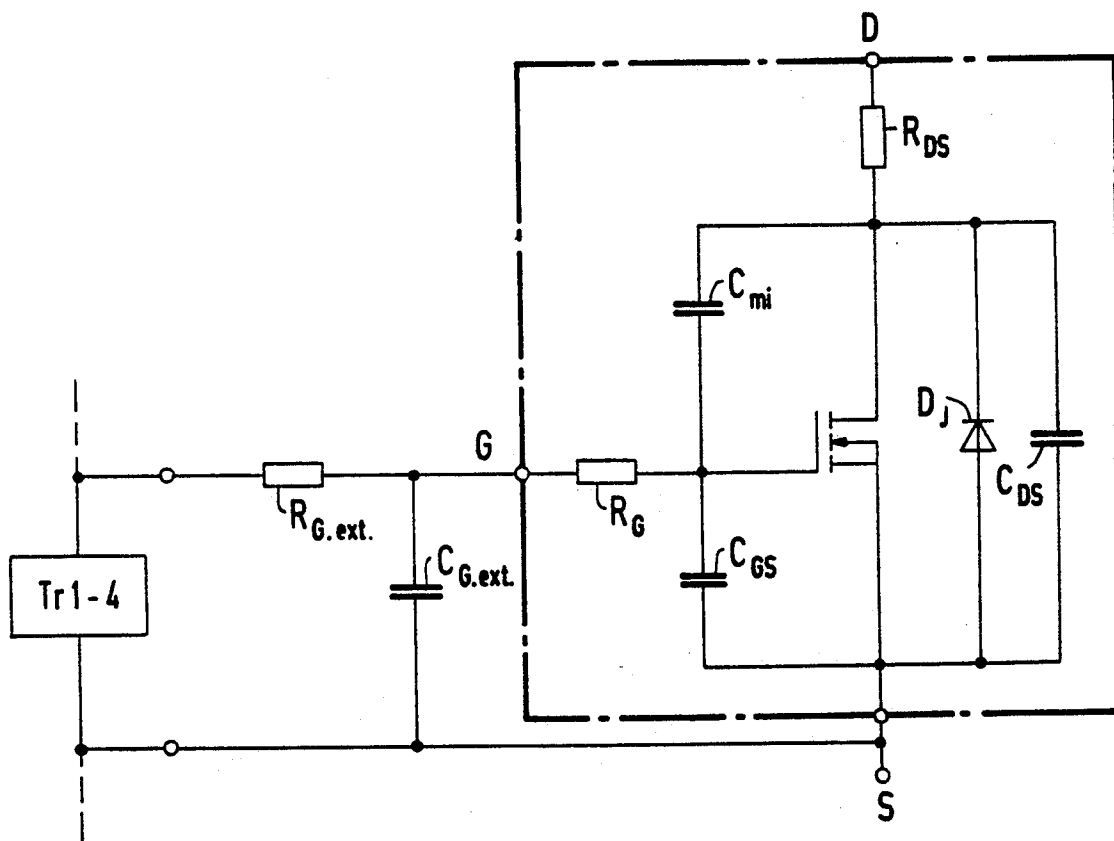 D
R_DS
C_mi
D_J
C_DS
G
R_G.ext.
R_G
C_G.ext.
C_GS
Tr1-4
S